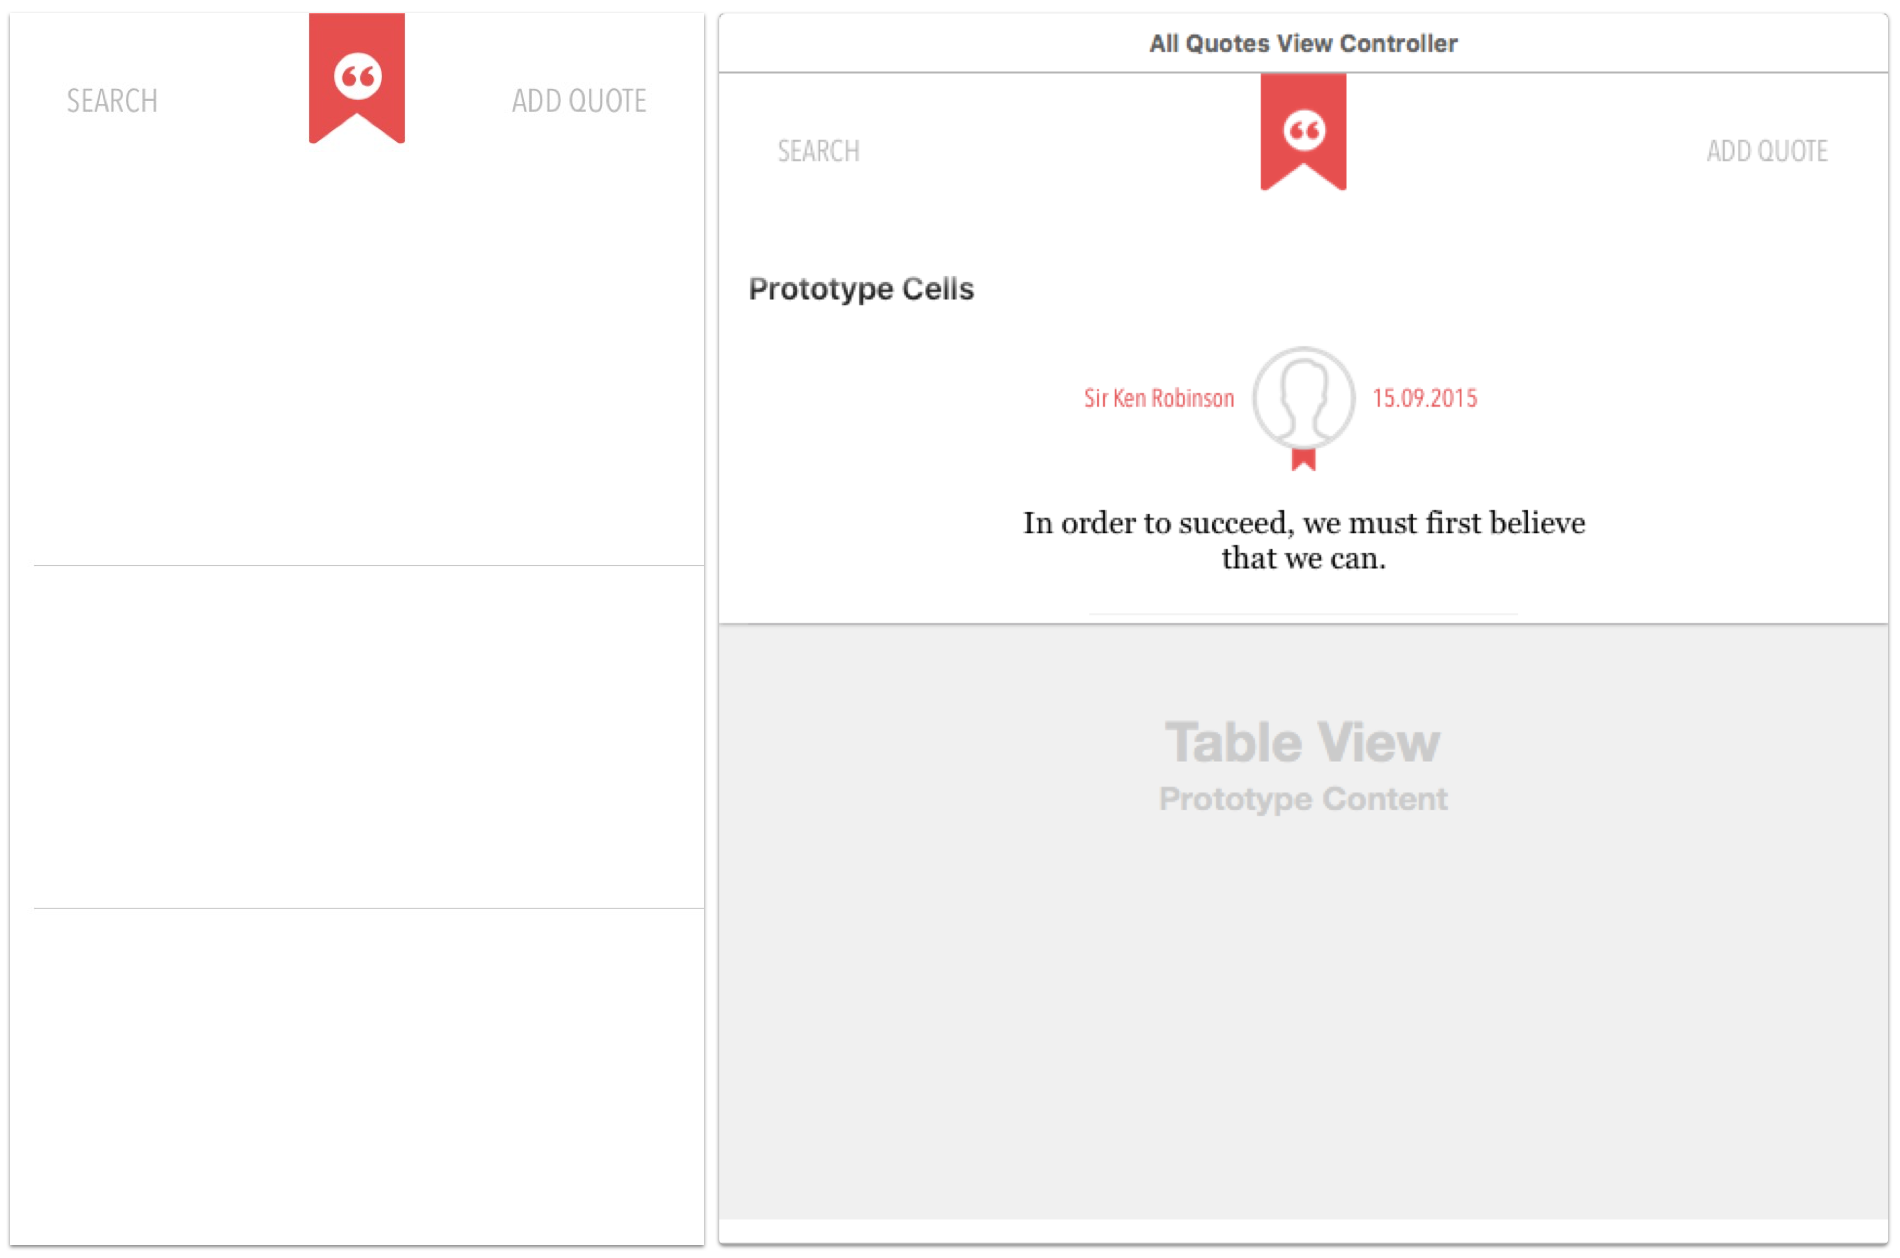 SEARCH
ADD QUOTE
All Quotes View Controller
SEARCH
ADD QUOTE
Prototype Cells
Sir Ken Robinson
15.09.2015
In order to succeed, we must first believe
that we can.
Table View
Prototype Content